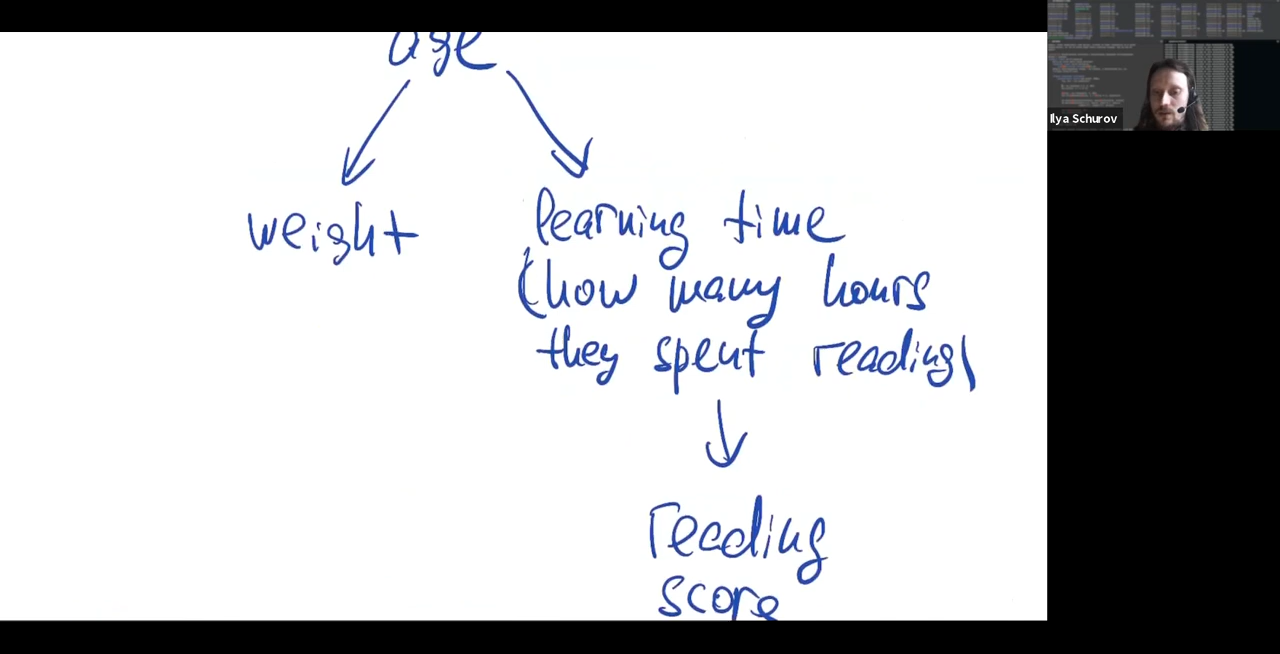 age
weight
learning time
(how many hours
they spent reading)
reading
score
Ilya Schurov